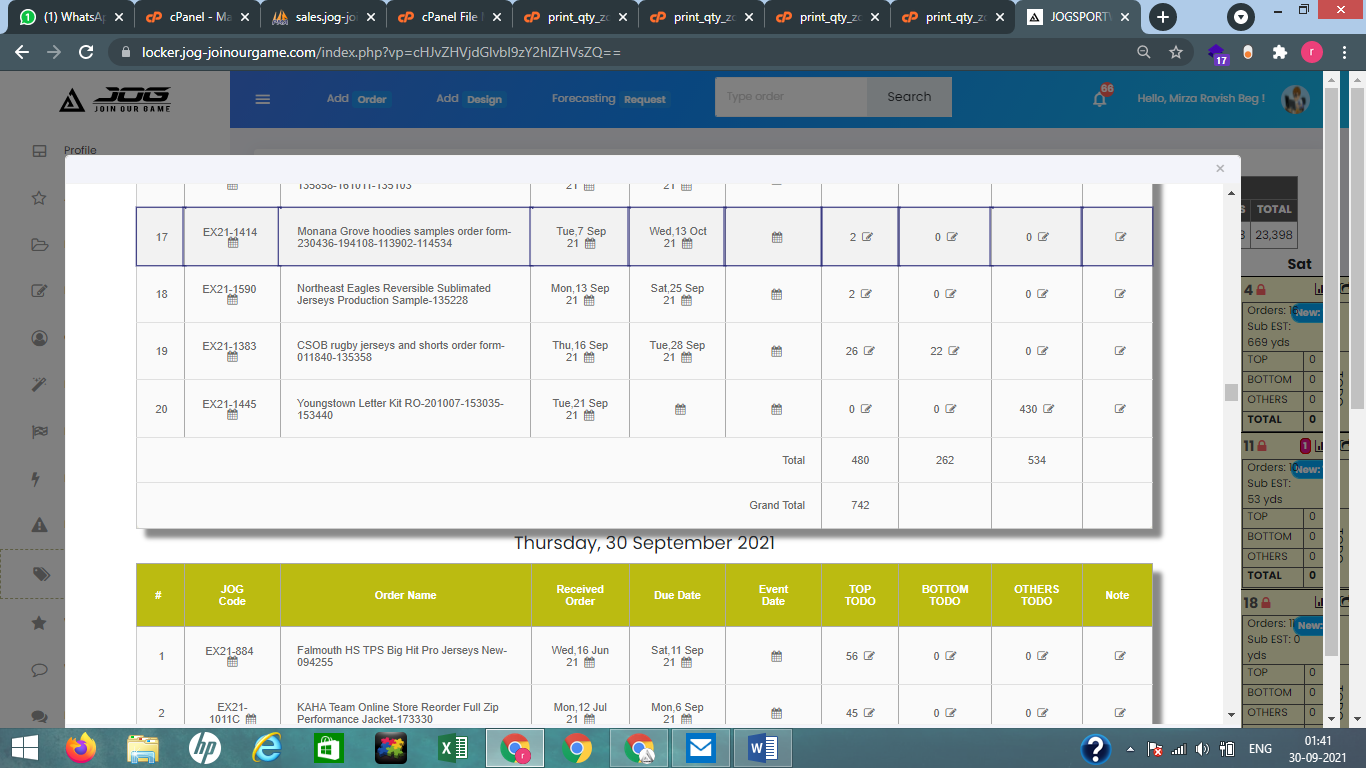 (1) WhatsA
cPanel - Ma
sales.jog-jo
cPanel File
print_qty_zo
print_qty_zo
print_qty_zo
print_qty_zo
JOGSPORTV
locker.jog-joinourgame.com/index.php?vp=cHJvZHVjdGlvbl9zY2hlZHVsZQ==
17
r
JOG
JOIN OUR GAME
Add Order
Add Design
Forecasting Request
Type order
Search
66
Hello, Mirza Ravish Beg !
Profile
×
135858-161011-135103
21
21
17
EX21-1414
Monana Grove hoodies samples order form-
230436-194108-113902-114534
Tue,7 Sep
21
Wed,13 Oct
21
2
0
0
18
EX21-1590
Northeast Eagles Reversible Sublimated
Jerseys Production Sample-135228
Mon,13 Sep
21
Sat,25 Sep
21
2
0
0
19
EX21-1383
CSOB rugby jerseys and shorts order form-
011840-135358
Thu,16 Sep
21
Tue,28 Sep
21
26
22
0
20
EX21-1445
Youngstown Letter Kit RO-201007-153035-
153440
Tue,21 Sep
21
0
0
430
Total
480
262
534
Grand Total
742
Thursday, 30 September 2021
#
JOG
Code
Order Name
Received
Order
Due Date
Event
Date
TOP
TODO
BOTTOM
TODO
OTHERS
TODO
Note
1
EX21-884
Falmouth HS TPS Big Hit Pro Jerseys New-
094255
Wed,16 Jun
21
Sat,11 Sep
21
56
0
0
2
EX21-
1011C
KAHA Team Online Store Reorder Full Zip
Performance Jacket-173330
Mon,12 Jul
21
Mon,6 Sep
21
45
0
0
S
TOTAL
3
23,398
Sat
4
Orders: 1
New:
Sub EST:
669 yds
TOP
0
BOTTOM
0
OTHERS
0
TOTAL
0
11
1
Orders: 1
New:
Sub EST:
53 yds
TOP
0
BOTTOM
0
OTHERS
0
TOTAL
0
18
Orders: 1
New:
Sub EST: 0
yds
TOP
0
BOTTOM
0
OTHERS
0
ENG
01:41
30-09-2021